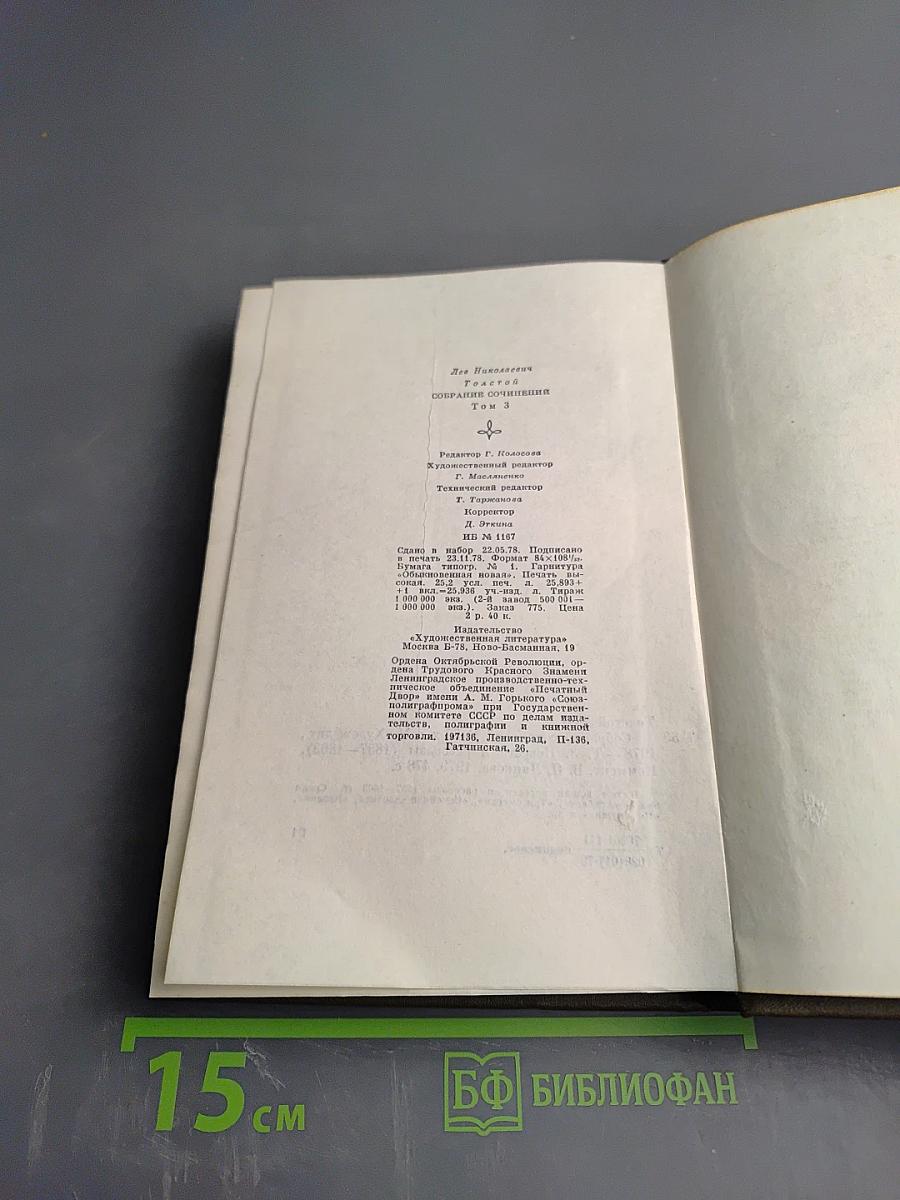 Лев Николаевич
Толстой
СОБРАНИЕ СОЧИНЕНИЙ
Том 3
Редактор Г. Колосова
Художественный редактор
Г. Масляненко
Технический редактор
Т. Таржанова
Корректор
Д. Эткина
ИБ № 1167
Сдано в набор 22.05.78. Подписано
в печать 23.11.78. Формат 84×108¹/₃₂.
Бумага типогр. № 1. Гарнитура
«Обыкновенная новая». Печать вы-
сокая. 25,2 усл. печ. л. 25,893+
+1 вкл.=25,936 уч.-изд. л. Тираж
1 000 000 экз. (2-й завод 500 001—
1 000 000 экз.). Заказ 775. Цена
2 р. 40 к.
Издательство
«Художественная литература»
Москва Б-78, Ново-Басманная, 19
Ордена Октябрьской Революции, ор-
дена Трудового Красного Знамени
Ленинградское производственно-тех-
ническое объединение «Печатный
Двор» имени А. М. Горького «Союз-
полиграфпрома» при Государствен-
ном комитете СССР по делам изда-
тельств, полиграфии и книжной
торговли. 197136, Ленинград, П-136,
Гатчинская, 26.
15 см
БФ БИБЛИОФАН